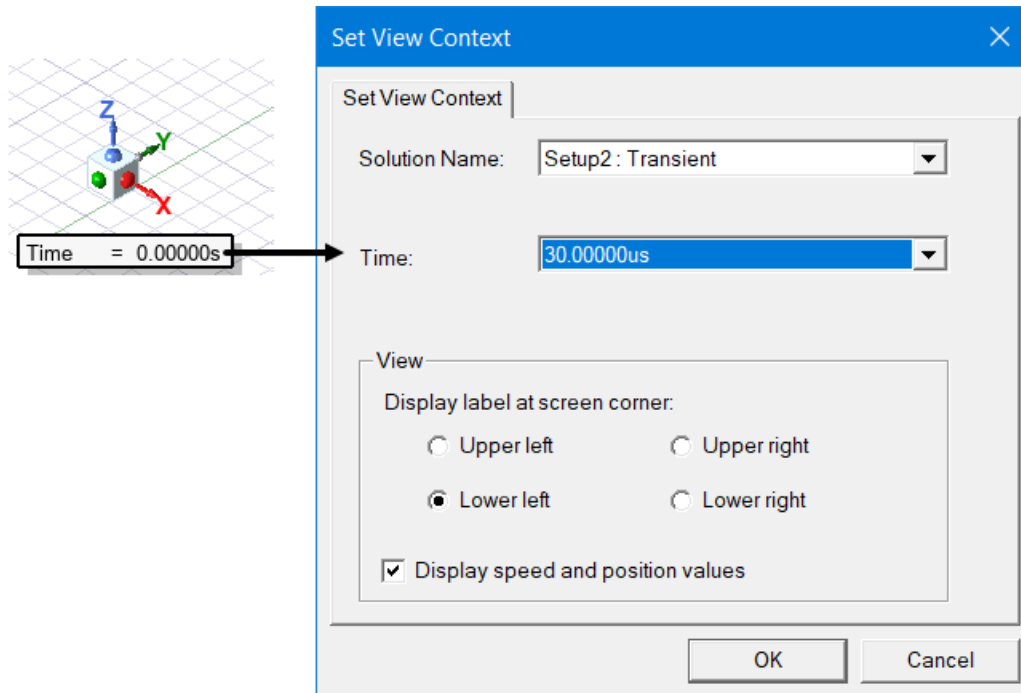 Set View Context
Set View Context
Solution Name: Setup2 : Transient
Z
Y
X
Time = 0.00000s
Time: 30.00000us
View
Display label at screen corner:
Upper left Upper right
Lower left Lower right
Display speed and position values
OK Cancel